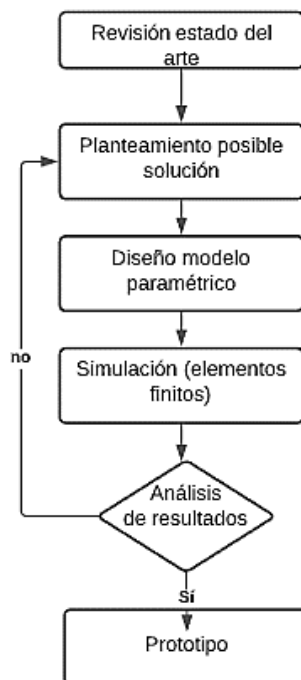 Revisión estado del
arte
Planteamiento posible
solución
Diseño modelo
paramétrico
no
Simulación (elementos
finitos)
Análisis
de resultados
Sí
Prototipo